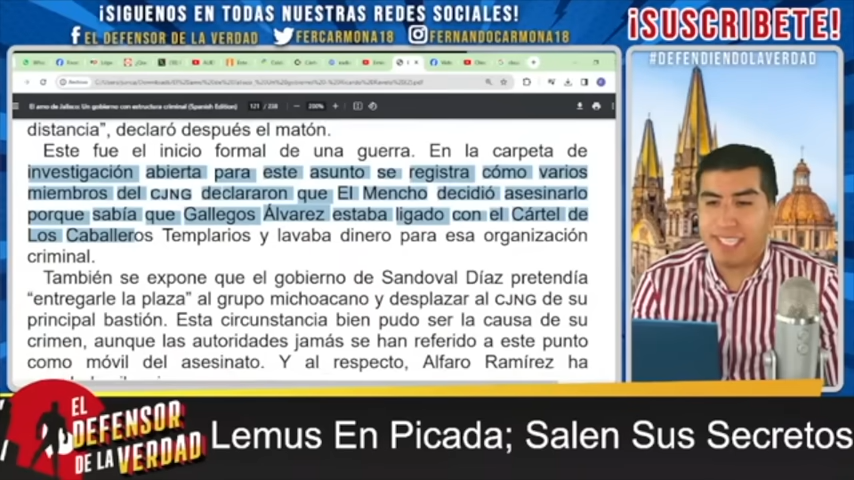 ¡SIGUENOS EN TODAS NUESTRAS REDES SOCIALES!
EL DEFENSOR DE LA VERDAD
FERCARMONA18
FERNANDOCARMONA18
¡SUSCRIBETE!
#DEFENDIENDOLAVERDAD
El amo de Jalisco: Un gobierno con estructura criminal (Spanish Edition)
121 / 338
200%
distancia”, declaró después el matón.
Este fue el inicio formal de una guerra. En la carpeta de
investigación abierta para este asunto se registra cómo varios
miembros del CJNG declararon que El Mencho decidió asesinarlo
porque sabía que Gallegos Álvarez estaba ligado con el Cártel de
Los Caballeros Templarios y lavaba dinero para esa organización
criminal.
También se expone que el gobierno de Sandoval Díaz pretendía
“entregarle la plaza” al grupo michoacano y desplazar al CJNG de su
principal bastión. Esta circunstancia bien pudo ser la causa de su
crimen, aunque las autoridades jamás se han referido a este punto
como móvil del asesinato. Y al respecto, Alfaro Ramírez ha
EL
DEFENSOR
DE LA VERDAD
Lemus En Picada; Salen Sus Secretos